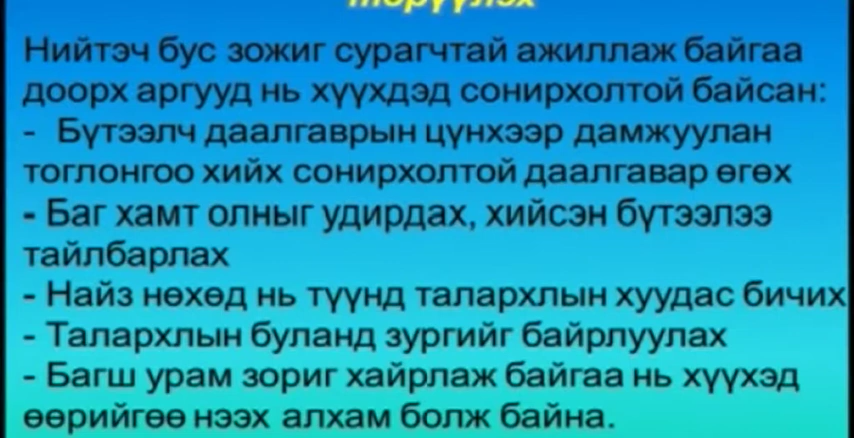 Нийтэч бус зожиг сурагчтай ажиллаж байгаа
доорх аргууд нь хүүхдэд сонирхолтой байсан:
- Бүтээлч даалгаврын цүнхээр дамжуулан
тоглонгоо хийх сонирхолтой даалгавар өгөх
- Баг хамт олныг удирдах, хийсэн бүтээлээ
тайлбарлах
- Найз нөхөд нь түүнд талархлын хуудас бичих
- Талархлын буланд зургийг байрлуулах
- Багш урам зориг хайрлаж байгаа нь хүүхэд
өөрийгөө нээх алхам болж байна.